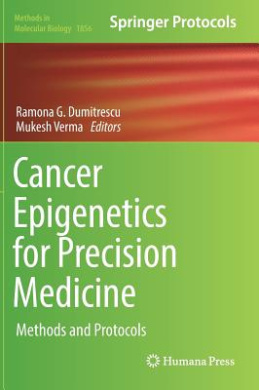 Methods in
Molecular Biology 1856
Springer Protocols
Ramona G. Dumitrescu
Mukesh Verma Editors
Cancer
Epigenetics
for Precision
Medicine
Methods and Protocols
Humana Press